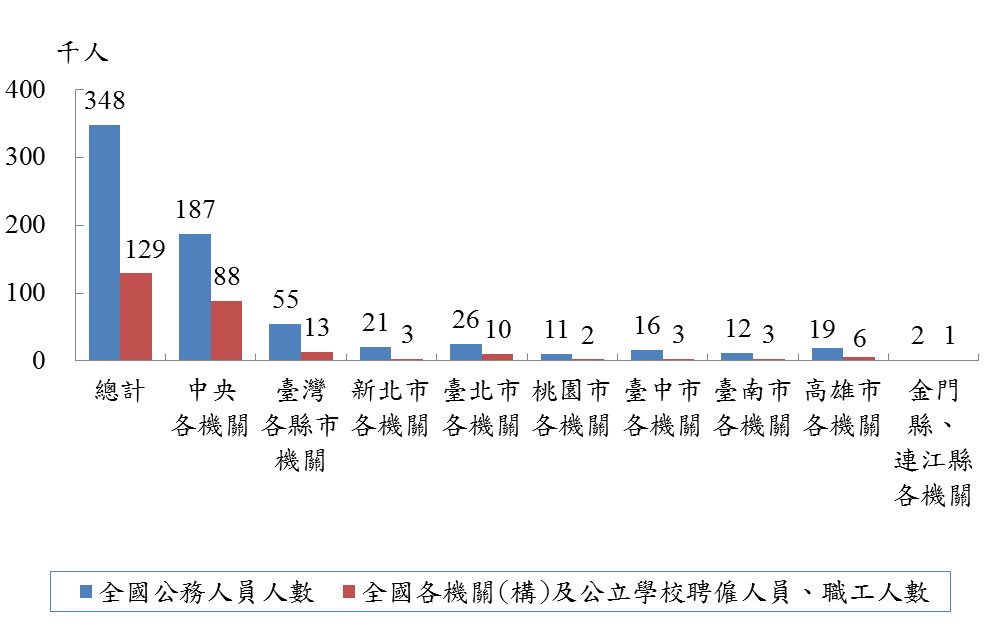 千人
400
300
200
100
0
348
129
187
88
55
13
21
3
26
10
11
2
16
3
12
3
19
6
2
1
總計
中央
各機關
臺灣
各縣市
機關
新北市
各機關
臺北市
各機關
桃園市
各機關
臺中市
各機關
臺南市
各機關
高雄市
各機關
金門
縣、
連江縣
各機關
全國公務人員人數
全國各機關(構)及公立學校聘僱人員、職工人數